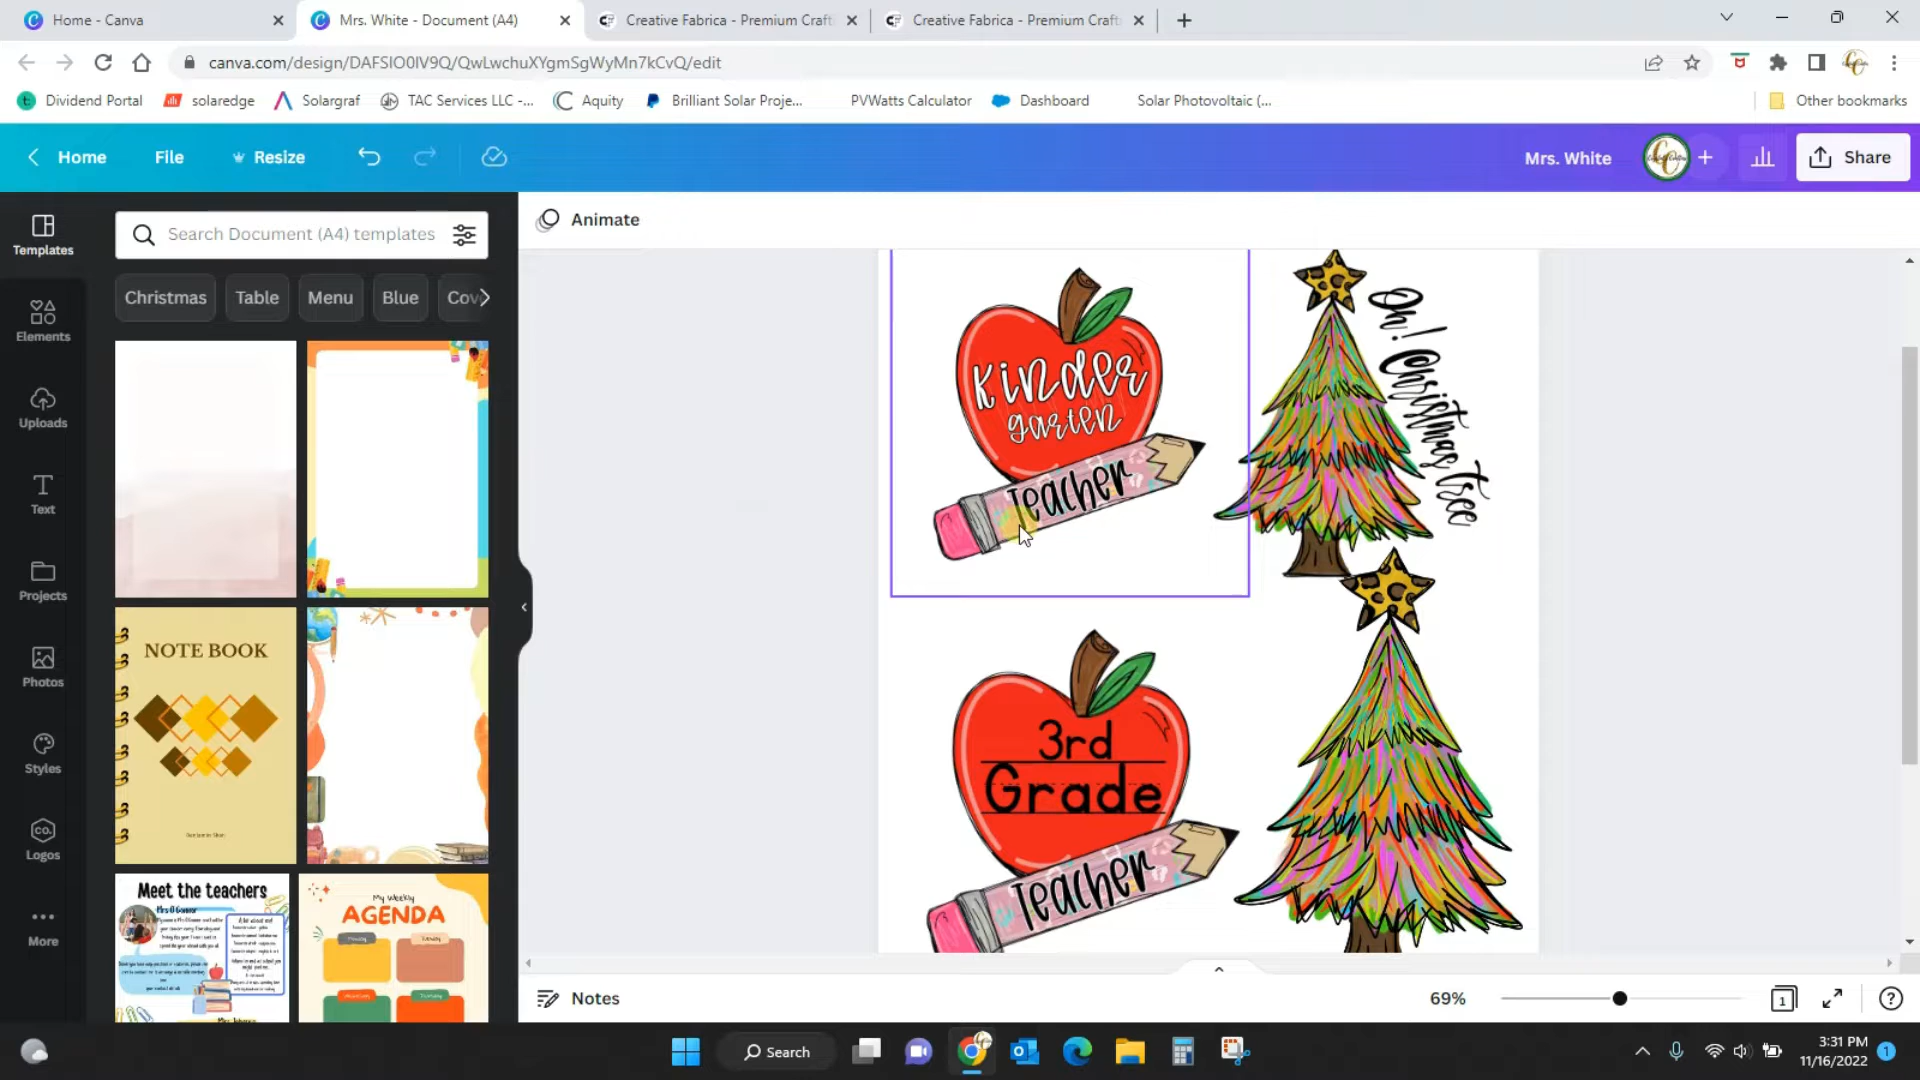 Home - Canva
Mrs. White - Document (A4)
Creative Fabrica - Premium Craft
Creative Fabrica - Premium Craft
canva.com/design/DAFSIO0IV9Q/QwLwchuXYgmSgWyMn7kCvQ/edit
Dividend Portal
solaredge
Solargraf
TAC Services LLC -...
Aquity
Brilliant Solar Proje...
PVWatts Calculator
Dashboard
Solar Photovoltaic (...
Other bookmarks
Home
File
Resize
Mrs. White
Share
Templates
Search Document (A4) templates
Animate
Christmas
Table
Menu
Blue
Cov
Elements
Uploads
Text
Projects
Photos
Styles
Logos
More
NOTE BOOK
Meet the teachers
My Weekly
AGENDA
Kinder
garten
Teacher
Oh! Christmas tree
3rd
Grade
Teacher
Notes
69%
1
Search
3:31 PM
11/16/2022
1